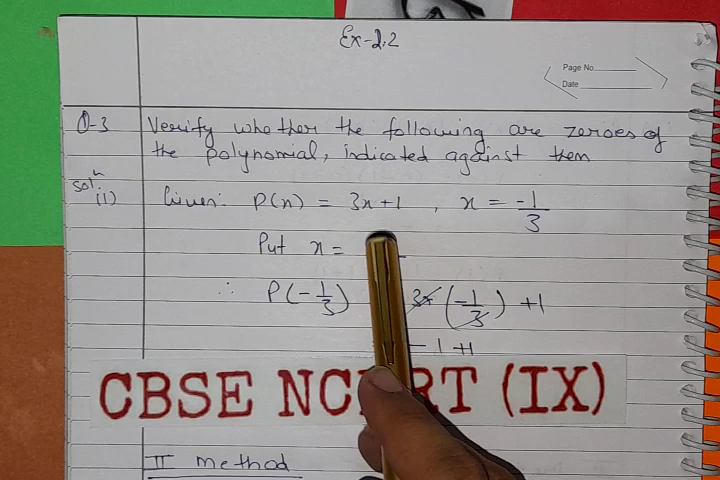 Ex-2.2
Page No.
Date
Q-3 Verify whether the following are zeroes of
the polynomial, indicated against them
Solⁿ (i) Given: P(x) = 3x+1 , x = -1/3
Put x =
∴ P(-1/3) 3x(-1/3) +1
-1+1
CBSE NCERT (IX)
II method